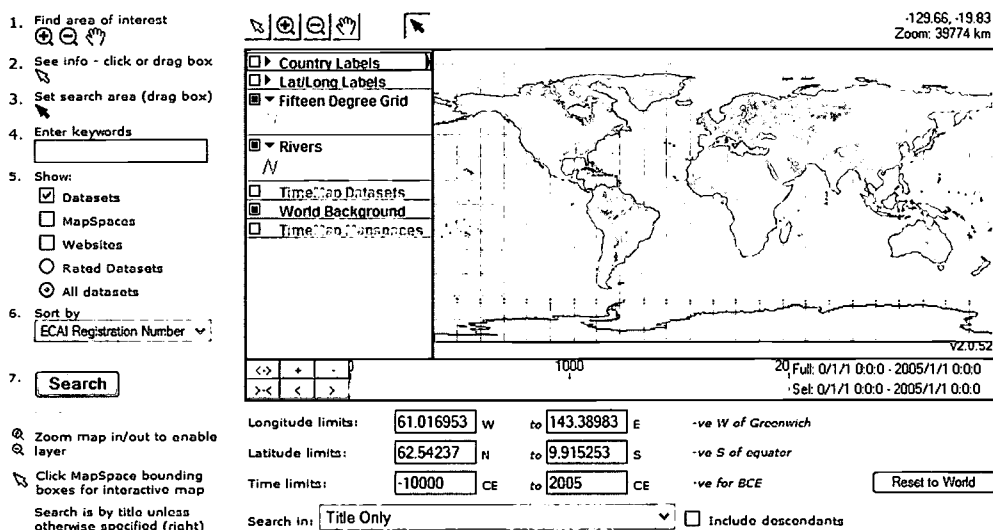 1. Find area of interest
2. See info - click or drag box
3. Set search area (drag box)
4. Enter keywords
5. Show:
Datasets
MapSpaces
Websites
Rated Datasets
All datasets
6. Sort by
ECAI Registration Number
7. Search
Zoom map in/out to enable
layer
Click MapSpace bounding
boxes for interactive map
Search is by title unless
otherwise specified (right)
-129.66, -19.83
Zoom: 39774 km
Country Labels
Lat/Long Labels
Fifteen Degree Grid
Rivers
TimeMap Datasets
World Background
TimeMap Mapspaces
v2.0.52
<-> + -
>-< < >
0 1000 20
Full: 0/1/1 0:0:0 - 2005/1/1 0:0:0
Sel: 0/1/1 0:0:0 - 2005/1/1 0:0:0
Longitude limits: 61.016953 W to 143.38983 E -ve W of Greenwich
Latitude limits: 62.54237 N to 9.915253 S -ve S of equator
Time limits: -10000 CE to 2005 CE -ve for BCE Reset to World
Search in: Title Only Include descendants